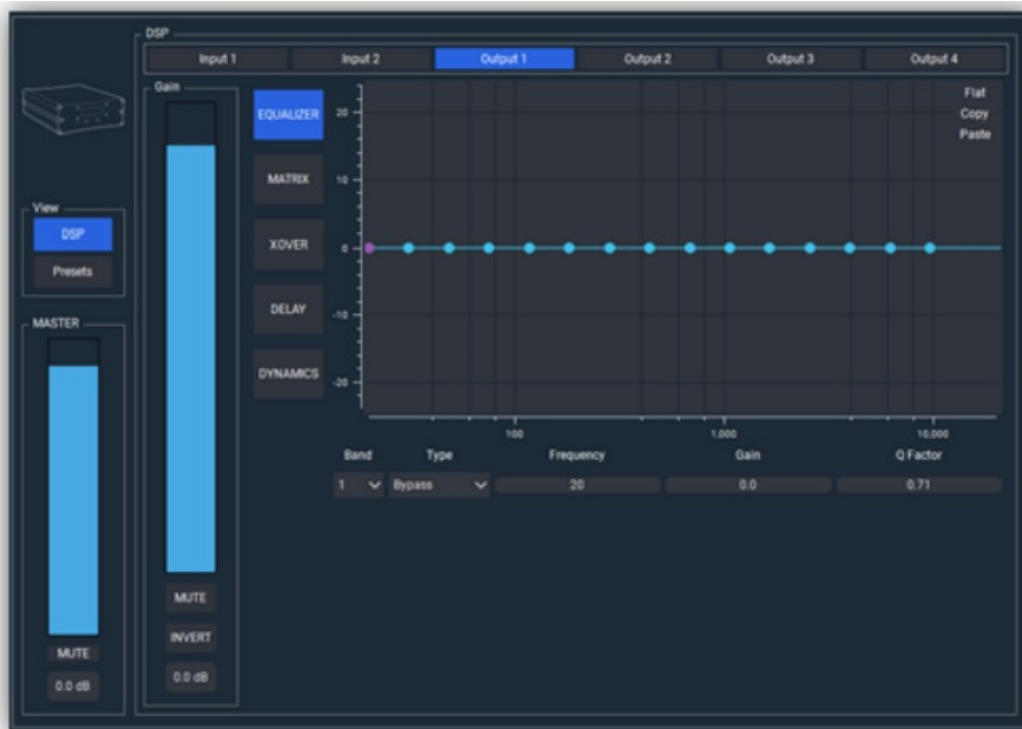 DSP
Input 1 Input 2 Output 1 Output 2 Output 3 Output 4
View
DSP
Presets
MASTER
MUTE
0.0 dB
Gain
MUTE
INVERT
0.0 dB
EQUALIZER
MATRIX
XOVER
DELAY
DYNAMICS
Flat
Copy
Paste
20
10
0
-10
-20
100 1,000 10,000
Band Type Frequency Gain Q Factor
1 Bypass 20 0.0 0.71